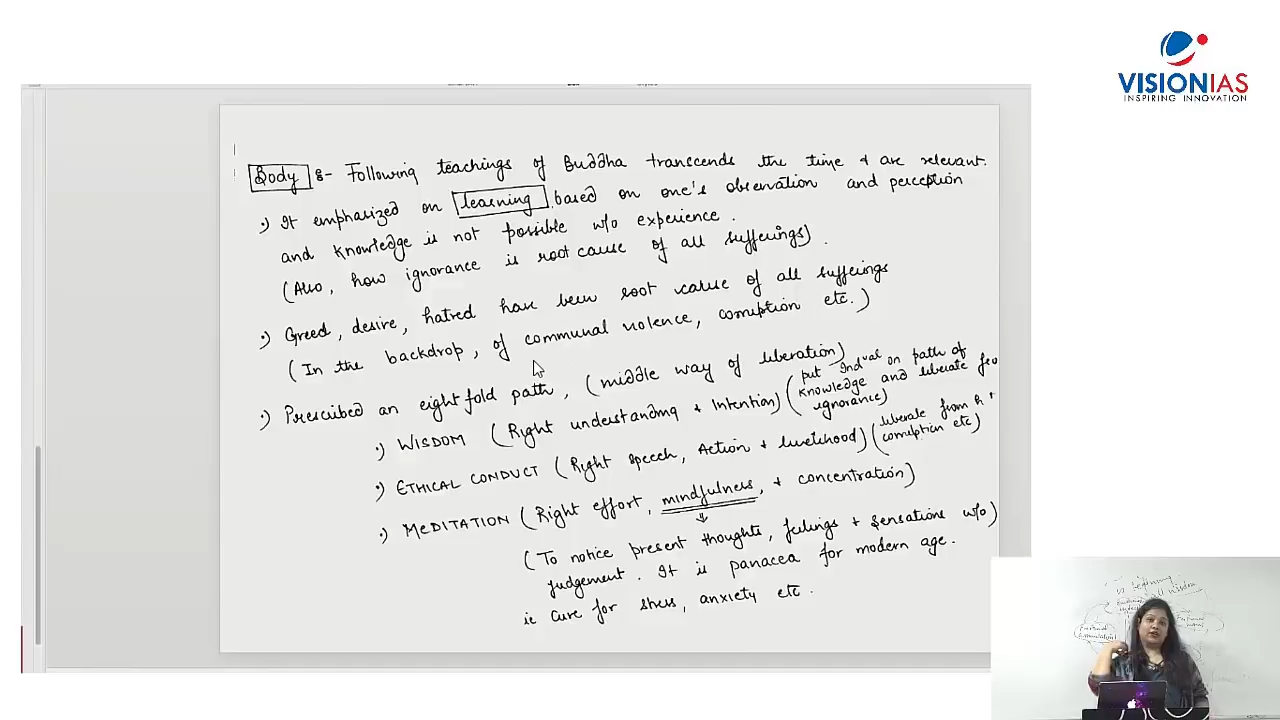 VISIONIAS
INSPIRING INNOVATION
Body :- Following teachings of Buddha transcends the time & are relevant.
•) It emphasized on learning based on one's observation and perception
and knowledge is not possible w/o experience.
(Also, how ignorance is root cause of all sufferings).
•) Greed, desire, hatred have been root cause of all sufferings
(In the backdrop, of communal violence, corruption etc.)
•) Prescribed an eight fold path, (middle way of liberation)
•) WISDOM (Right understanding & Intention) (put Indval on path of
knowledge and liberate
ignorance)
•) ETHICAL CONDUCT (Right speech, Action & livelihood) (liberate from
corruption etc)
•) MEDITATION (Right effort, mindfulness, & concentration)
(To notice present thoughts, feelings & sensations w/o)
judgement. It is panacea for modern age.
ie cure for stress, anxiety etc.